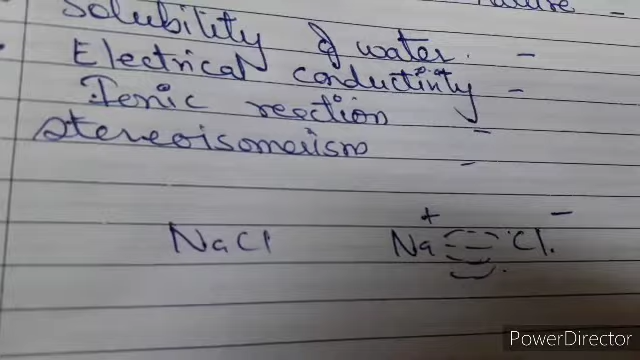 Solubility of water. –
Electrical conductivity –
Ionic reaction –
stereoisomerism –
NaCl Na⁺ Cl⁻.
PowerDirector